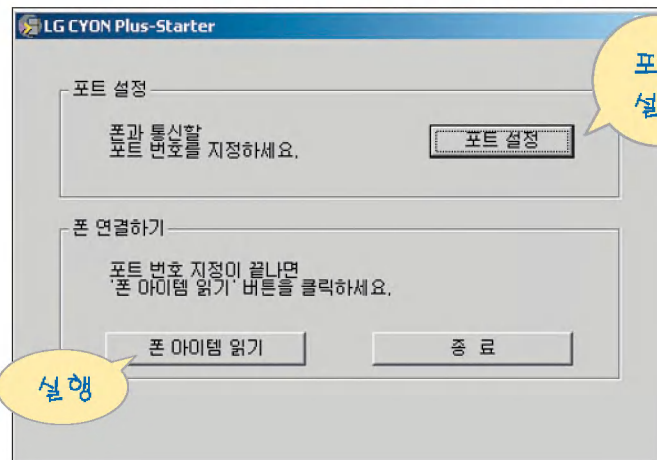 LG CYON Plus-Starter
포트 설정
폰과 통신할
포트 번호를 지정하세요.
포트 설정
폰 연결하기
포트 번호 지정이 끝나면
'폰 아이템 읽기' 버튼을 클릭하세요.
폰 아이템 읽기
종 료
실행